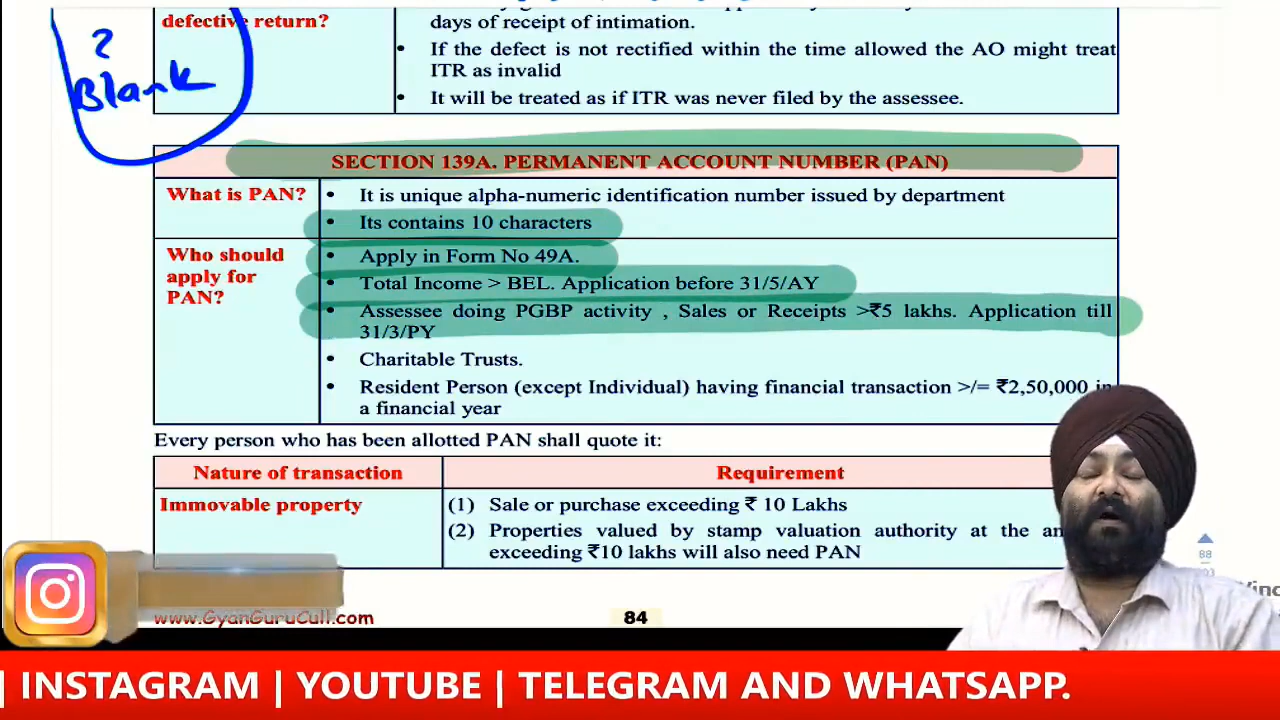 defective return?
days of receipt of intimation.
?
Blank
• If the defect is not rectified within the time allowed the AO might treat
ITR as invalid
• It will be treated as if ITR was never filed by the assessee.
SECTION 139A. PERMANENT ACCOUNT NUMBER (PAN)
What is PAN?
• It is unique alpha-numeric identification number issued by department
• Its contains 10 characters
Who should
apply for
PAN?
• Apply in Form No 49A.
• Total Income > BEL. Application before 31/5/AY
• Assessee doing PGBP activity , Sales or Receipts >₹5 lakhs. Application till
31/3/PY
• Charitable Trusts.
• Resident Person (except Individual) having financial transaction >/= ₹2,50,000 in
a financial year
Every person who has been allotted PAN shall quote it:
Nature of transaction
Requirement
Immovable property
(1) Sale or purchase exceeding ₹ 10 Lakhs
(2) Properties valued by stamp valuation authority at the
exceeding ₹10 lakhs will also need PAN
88
www.GyanGuruCull.com
84
| INSTAGRAM | YOUTUBE | TELEGRAM AND WHATSAPP.